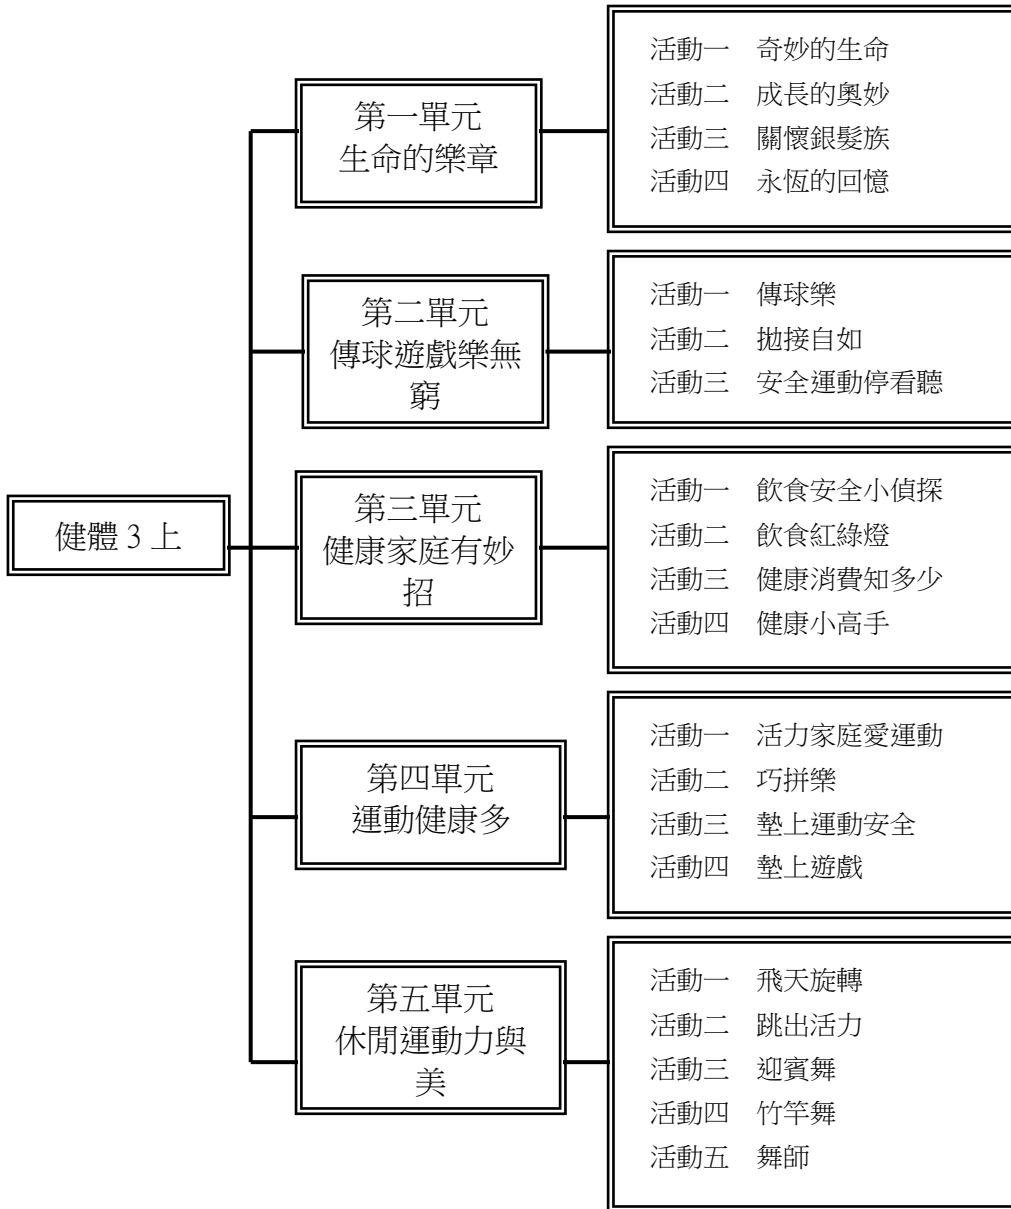 健體 3 上
第一單元
生命的樂章
活動一　奇妙的生命
活動二　成長的奧妙
活動三　關懷銀髮族
活動四　永恆的回憶
第二單元
傳球遊戲樂無
窮
活動一　傳球樂
活動二　拋接自如
活動三　安全運動停看聽
第三單元
健康家庭有妙
招
活動一　飲食安全小偵探
活動二　飲食紅綠燈
活動三　健康消費知多少
活動四　健康小高手
第四單元
運動健康多
活動一　活力家庭愛運動
活動二　巧拼樂
活動三　墊上運動安全
活動四　墊上遊戲
第五單元
休閒運動力與
美
活動一　飛天旋轉
活動二　跳出活力
活動三　迎賓舞
活動四　竹竿舞
活動五　舞師